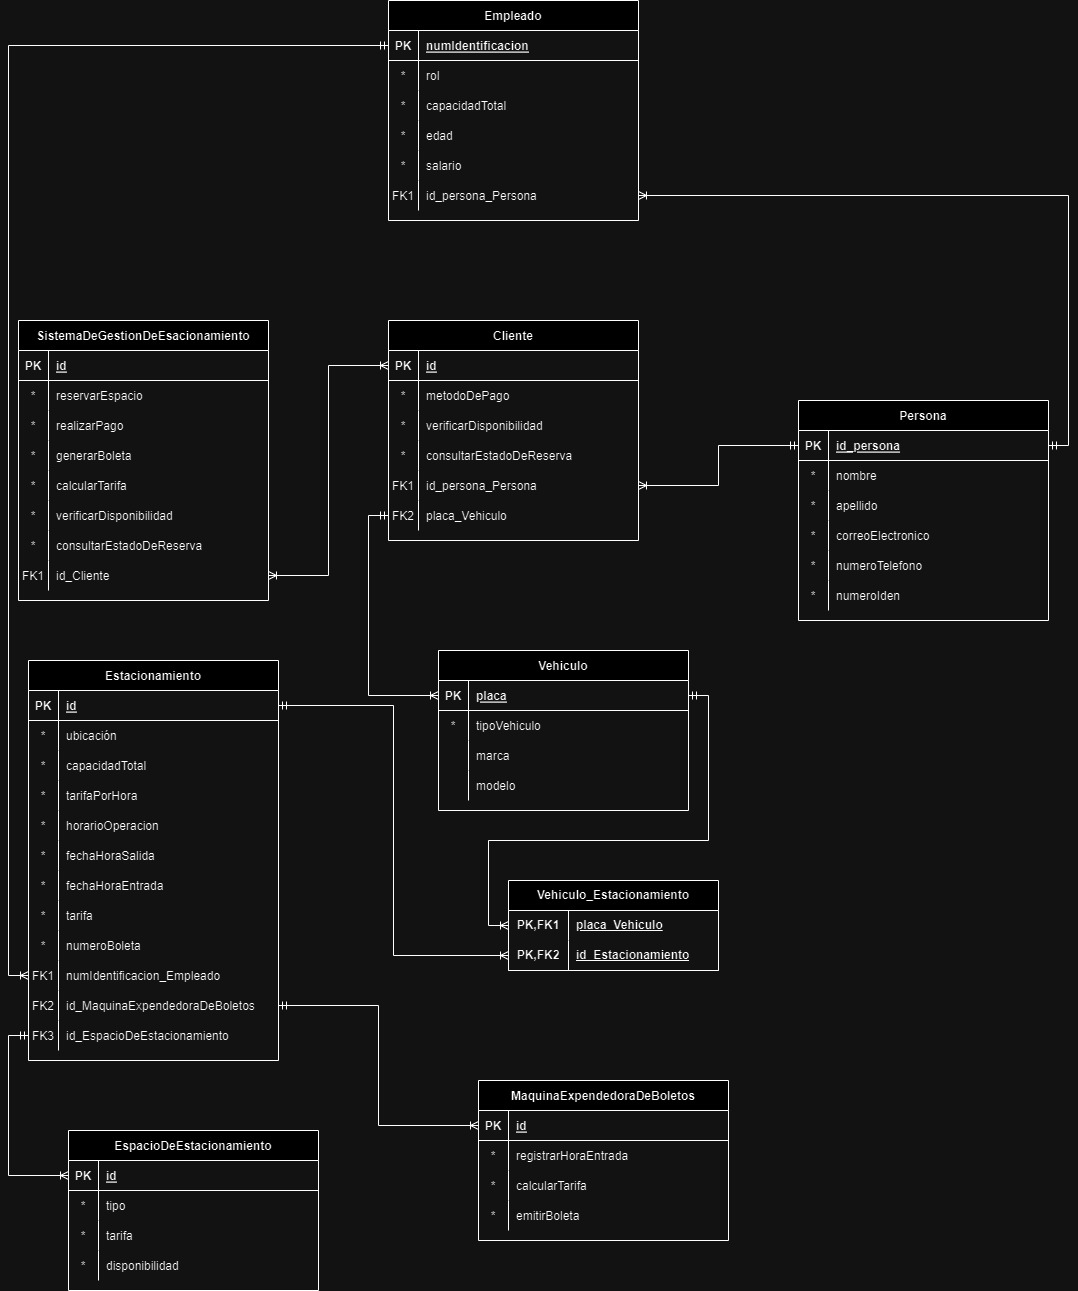 Empleado
PK numIdentificacion
* rol
* capacidadTotal
* edad
* salario
FK1 id_persona_Persona
SistemaDeGestionDeEsacionamiento
PK id
* reservarEspacio
* realizarPago
* generarBoleta
* calcularTarifa
* verificarDisponibilidad
* consultarEstadoDeReserva
FK1 id_Cliente
Cliente
PK id
* metodoDePago
* verificarDisponibilidad
* consultarEstadoDeReserva
FK1 id_persona_Persona
FK2 placa_Vehiculo
Persona
PK id_persona
* nombre
* apellido
* correoElectronico
* numeroTelefono
* numeroIden
Estacionamiento
PK id
* ubicación
* capacidadTotal
* tarifaPorHora
* horarioOperacion
* fechaHoraSalida
* fechaHoraEntrada
* tarifa
* numeroBoleta
FK1 numIdentificacion_Empleado
FK2 id_MaquinaExpendedoraDeBoletos
FK3 id_EspacioDeEstacionamiento
Vehiculo
PK placa
* tipoVehiculo
marca
modelo
Vehiculo_Estacionamiento
PK,FK1 placa_Vehiculo
PK,FK2 id_Estacionamiento
MaquinaExpendedoraDeBoletos
PK id
* registrarHoraEntrada
* calcularTarifa
* emitirBoleta
EspacioDeEstacionamiento
PK id
* tipo
* tarifa
* disponibilidad